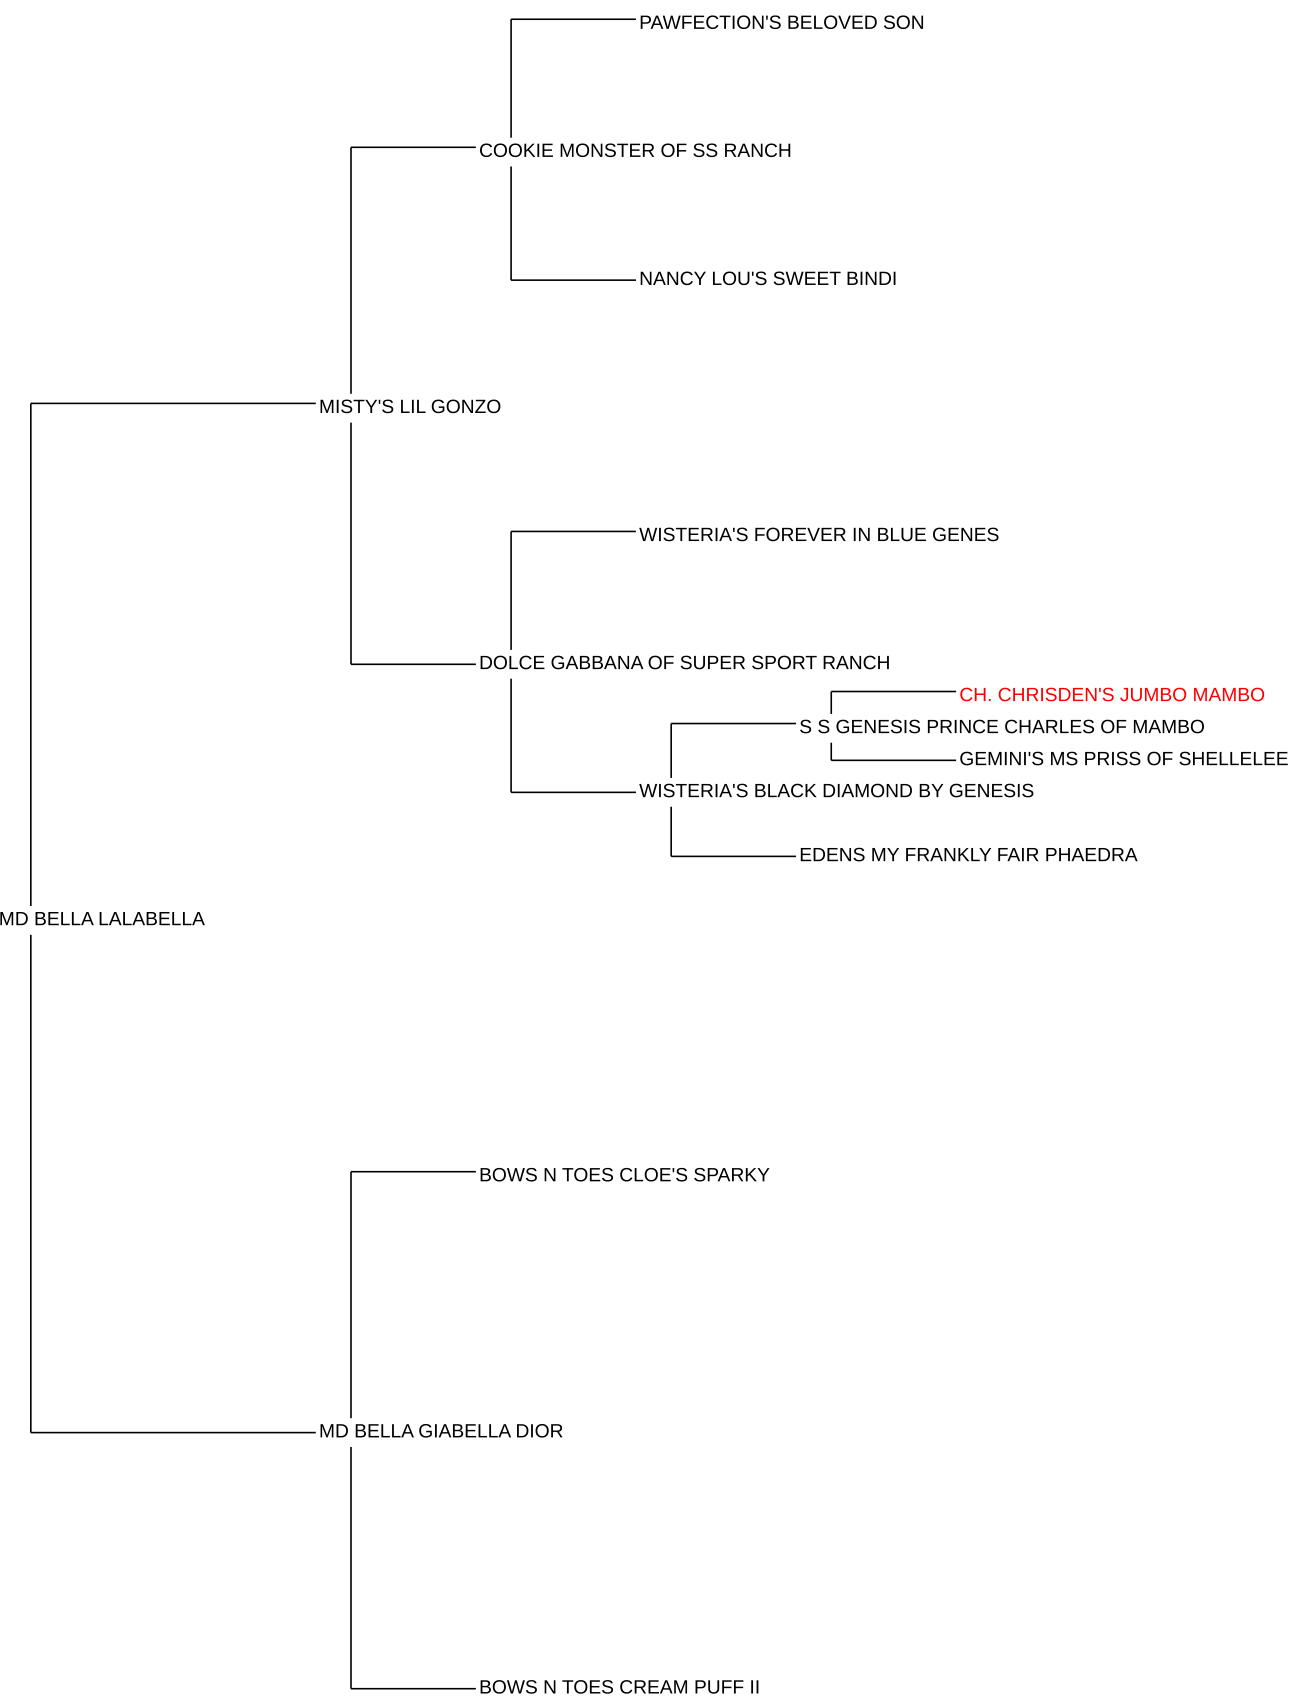 PAWFECTION'S BELOVED SON
COOKIE MONSTER OF SS RANCH
NANCY LOU'S SWEET BINDI
MISTY'S LIL GONZO
WISTERIA'S FOREVER IN BLUE GENES
DOLCE GABBANA OF SUPER SPORT RANCH
CH. CHRISDEN'S JUMBO MAMBO
S S GENESIS PRINCE CHARLES OF MAMBO
GEMINI'S MS PRISS OF SHELLELEE
WISTERIA'S BLACK DIAMOND BY GENESIS
EDENS MY FRANKLY FAIR PHAEDRA
MD BELLA LALABELLA
BOWS N TOES CLOE'S SPARKY
MD BELLA GIABELLA DIOR
BOWS N TOES CREAM PUFF II